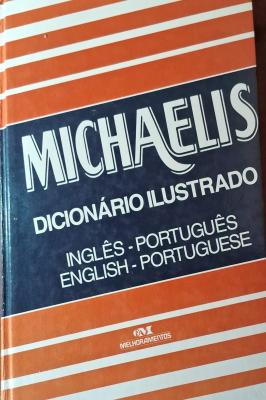 MICHAELIS
DICIONÁRIO ILUSTRADO
INGLÊS - PORTUGUÊS
ENGLISH - PORTUGUESE
MELHORAMENTOS